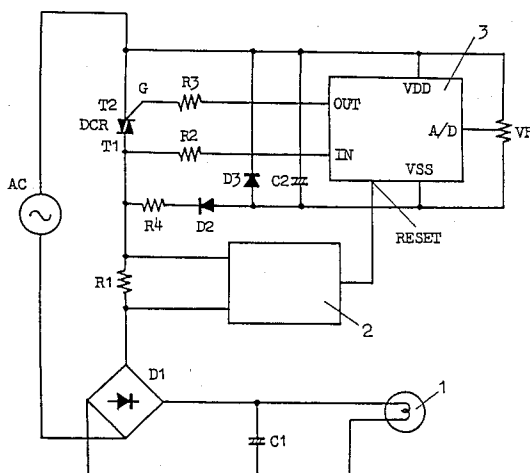 3
G
R3
VDD
T2
OUT
DCR
A/D
T1
R2
IN
VSS
AC
D3
C2
R4
D2
RESET
R1
2
D1
1
C1